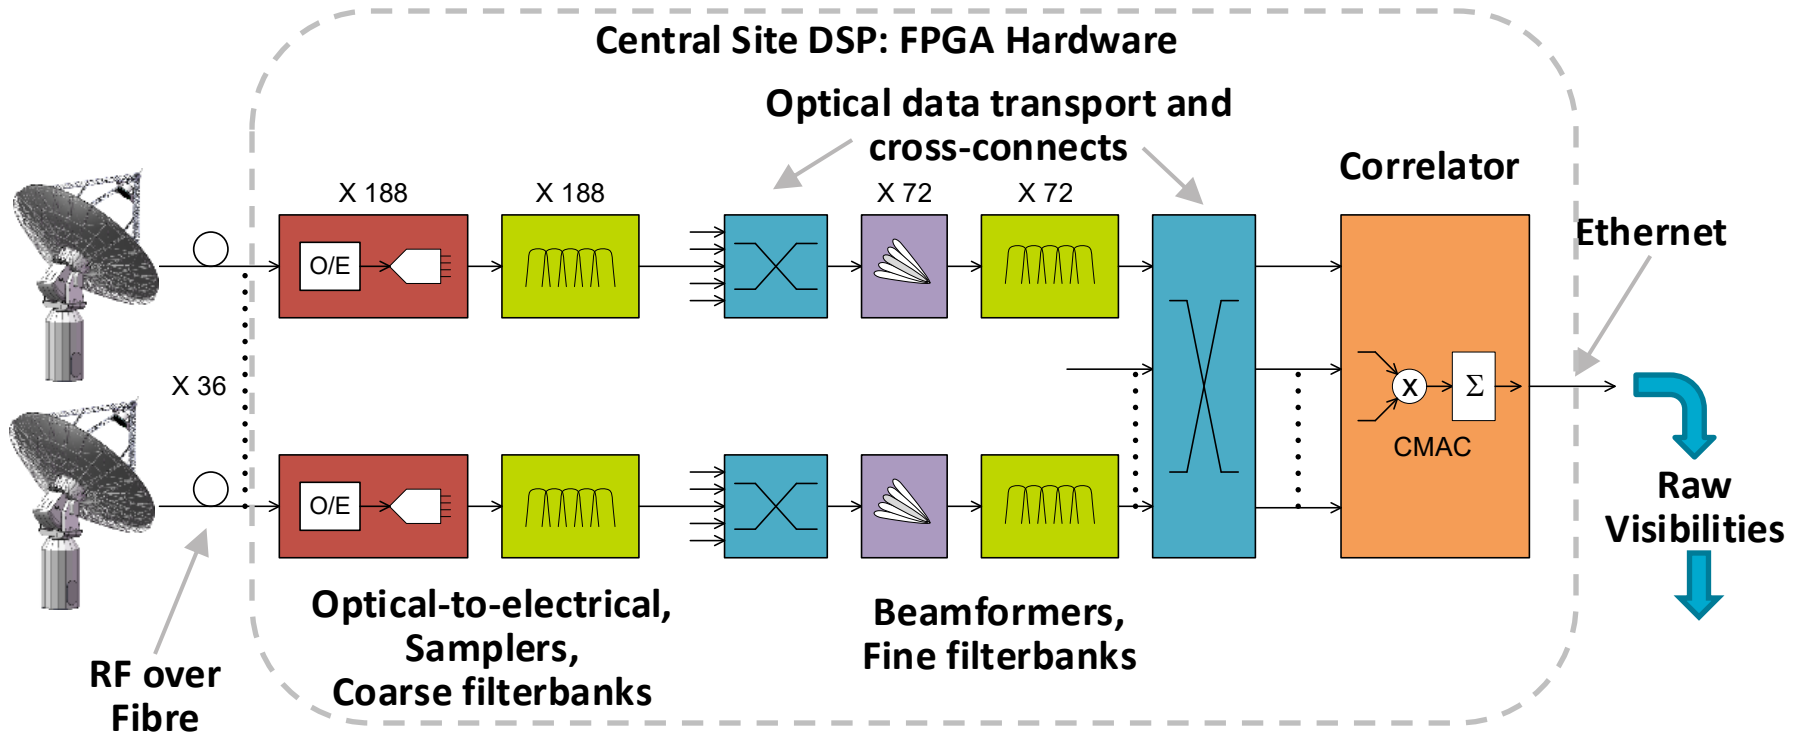 Central Site DSP: FPGA Hardware
Optical data transport and
cross-connects
Correlator
X 188
X 188
X 72
X 72
Ethernet
O/E
X 36
X
Σ
CMAC
O/E
Raw
Visibilities
Optical-to-electrical,
Samplers,
Coarse filterbanks
Beamformers,
Fine filterbanks
RF over
Fibre